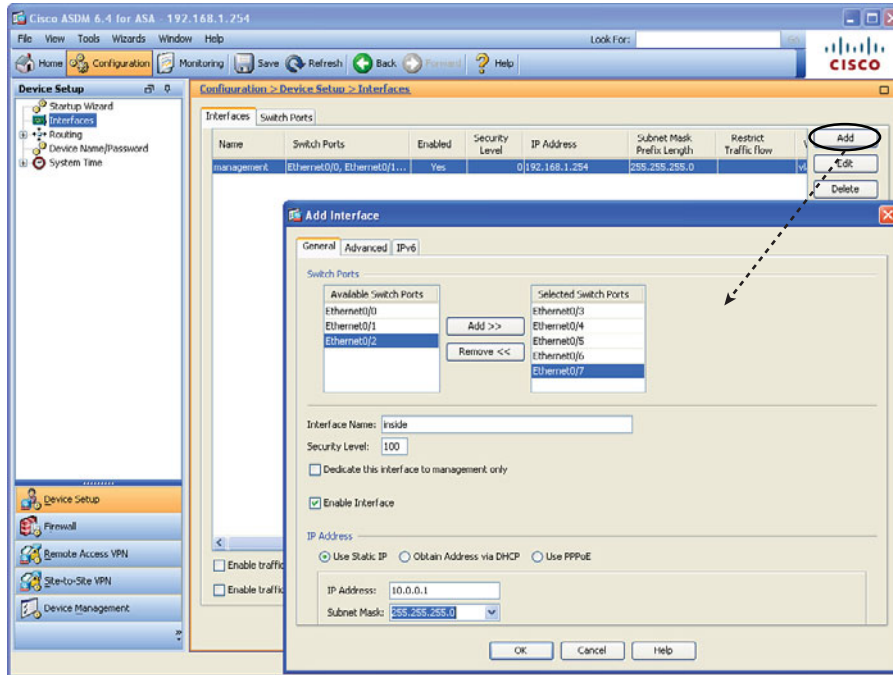 Cisco ASDM 6.4 for ASA - 192.168.1.254
File View Tools Wizards Window Help Look For: Go
Home Configuration Monitoring Save Refresh Back Forward Help
CISCO
Device Setup
Startup Wizard
Interfaces
Routing
Device Name/Password
System Time
Configuration > Device Setup > Interfaces
Interfaces Switch Ports
Name Switch Ports Enabled Security Level IP Address Subnet Mask Prefix Length Restrict Traffic flow
management Ethernet0/0, Ethernet0/1... Yes 0 192.168.1.254 255.255.255.0
Add
Edit
Delete
Add Interface
General Advanced IPv6
Switch Ports
Available Switch Ports
Ethernet0/0
Ethernet0/1
Ethernet0/2
Add >>
Remove <<
Selected Switch Ports
Ethernet0/3
Ethernet0/4
Ethernet0/5
Ethernet0/6
Ethernet0/7
Interface Name: inside
Security Level: 100
Dedicate this interface to management only
Enable Interface
IP Address
Use Static IP Obtain Address via DHCP Use PPPoE
IP Address: 10.0.0.1
Subnet Mask: 255.255.255.0
OK Cancel Help
Enable traffic
Enable traffic
Device Setup
Firewall
Remote Access VPN
Site-to-Site VPN
Device Management